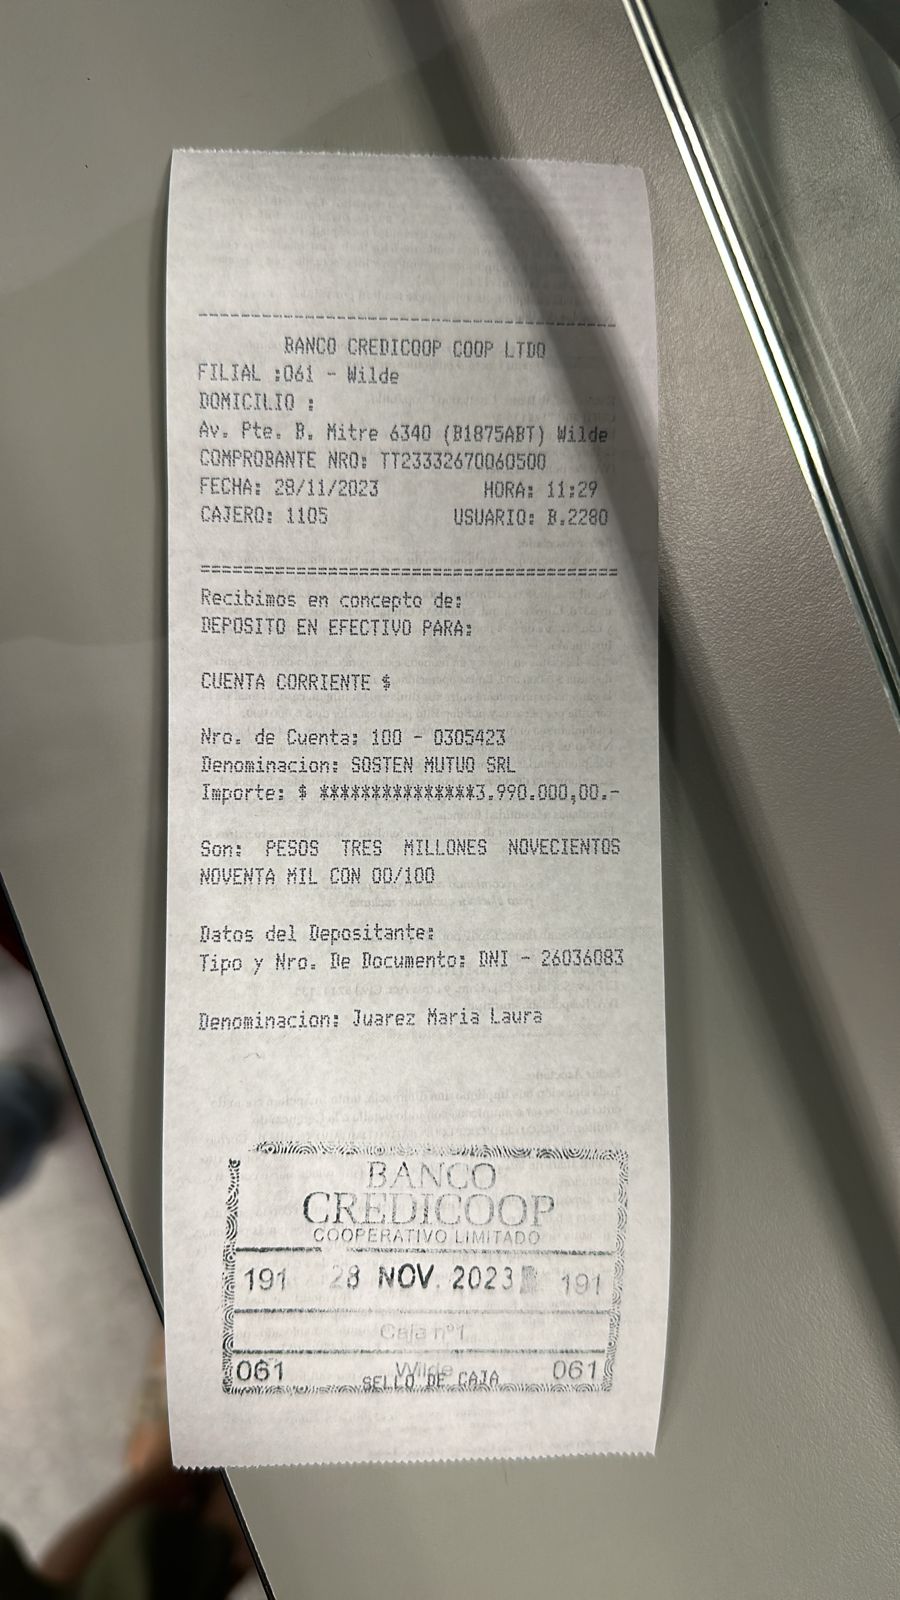 BANCO CREDICOOP COOP LTDO
FILIAL :061 - Wilde
DOMICILIO :
Av. Pte. B. Mitre 6340 (B1875ABT) Wilde
COMPROBANTE NRO: TT23332670060500
FECHA: 28/11/2023 HORA: 11:29
CAJERO: 1105 USUARIO: B.2280
Recibimos en concepto de:
DEPOSITO EN EFECTIVO PARA:
CUENTA CORRIENTE $
Nro. de Cuenta: 100 - 0305423
Denominacion: SOSTEN MUTUO SRL
Importe: $ ***************3.990.000,00.-
Son: PESOS TRES MILLONES NOVECIENTOS
NOVENTA MIL CON 00/100
Datos del Depositante:
Tipo y Nro. De Documento: DNI - 26036083
Denominacion: Juarez Maria Laura
BANCO
CREDICOOP
COOPERATIVO LIMITADO
191 28 NOV. 2023 191
Caja nº1
061 Wilde 061
SELLO DE CAJA